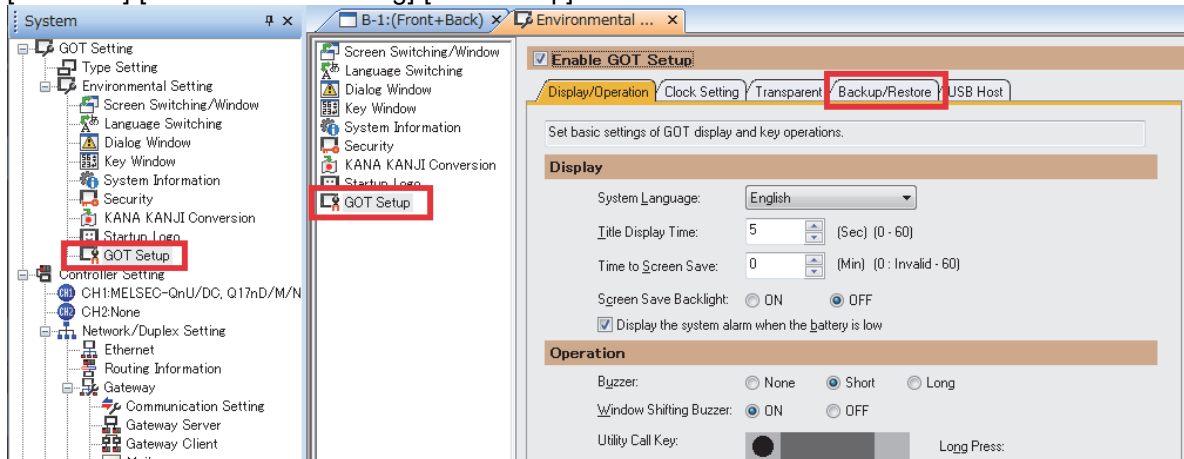 System
GOT Setting
Type Setting
Environmental Setting
Screen Switching/Window
Language Switching
Dialog Window
Key Window
System Information
Security
KANA KANJI Conversion
Startup Logo
GOT Setup
Controller Setting
CH1:MELSEC-QnU/DC, Q17nD/M/N
CH2:None
Network/Duplex Setting
Ethernet
Routing Information
Gateway
Communication Setting
Gateway Server
Gateway Client
B-1:(Front+Back)
Environmental ...
Screen Switching/Window
Language Switching
Dialog Window
Key Window
System Information
Security
KANA KANJI Conversion
Startup Logo
GOT Setup
Enable GOT Setup
Display/Operation Clock Setting Transparent Backup/Restore USB Host
Set basic settings of GOT display and key operations.
Display
System Language: English
Title Display Time: 5 (Sec) (0 - 60)
Time to Screen Save: 0 (Min) (0 : Invalid - 60)
Screen Save Backlight: ON OFF
Display the system alarm when the battery is low
Operation
Buzzer: None Short Long
Window Shifting Buzzer: ON OFF
Utility Call Key: Long Press: